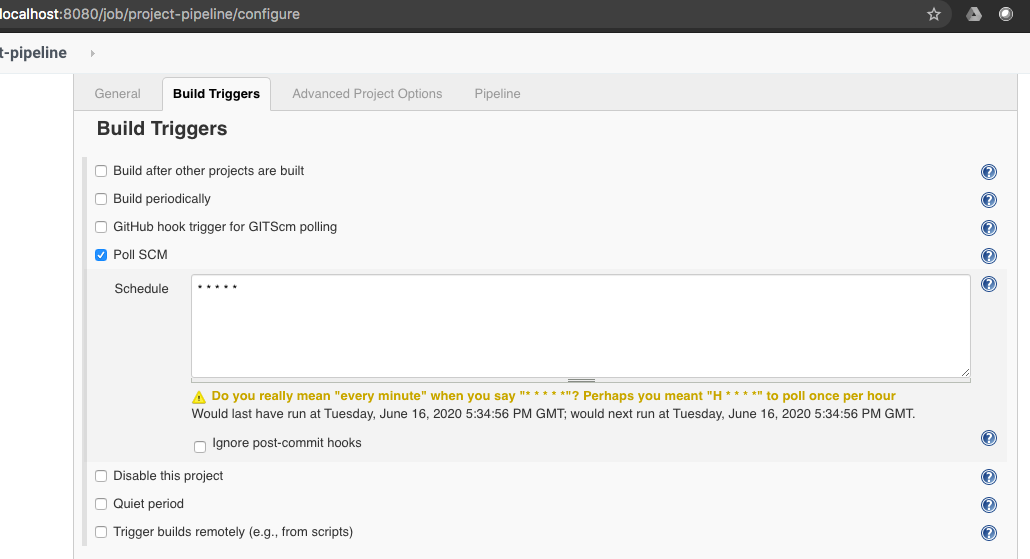 localhost:8080/job/project-pipeline/configure
t-pipeline
General Build Triggers Advanced Project Options Pipeline
Build Triggers
Build after other projects are built
Build periodically
GitHub hook trigger for GITScm polling
Poll SCM
Schedule
* * * * *
Do you really mean "every minute" when you say "* * * * *"? Perhaps you meant "H * * * *" to poll once per hour
Would last have run at Tuesday, June 16, 2020 5:34:56 PM GMT; would next run at Tuesday, June 16, 2020 5:34:56 PM GMT.
Ignore post-commit hooks
Disable this project
Quiet period
Trigger builds remotely (e.g., from scripts)